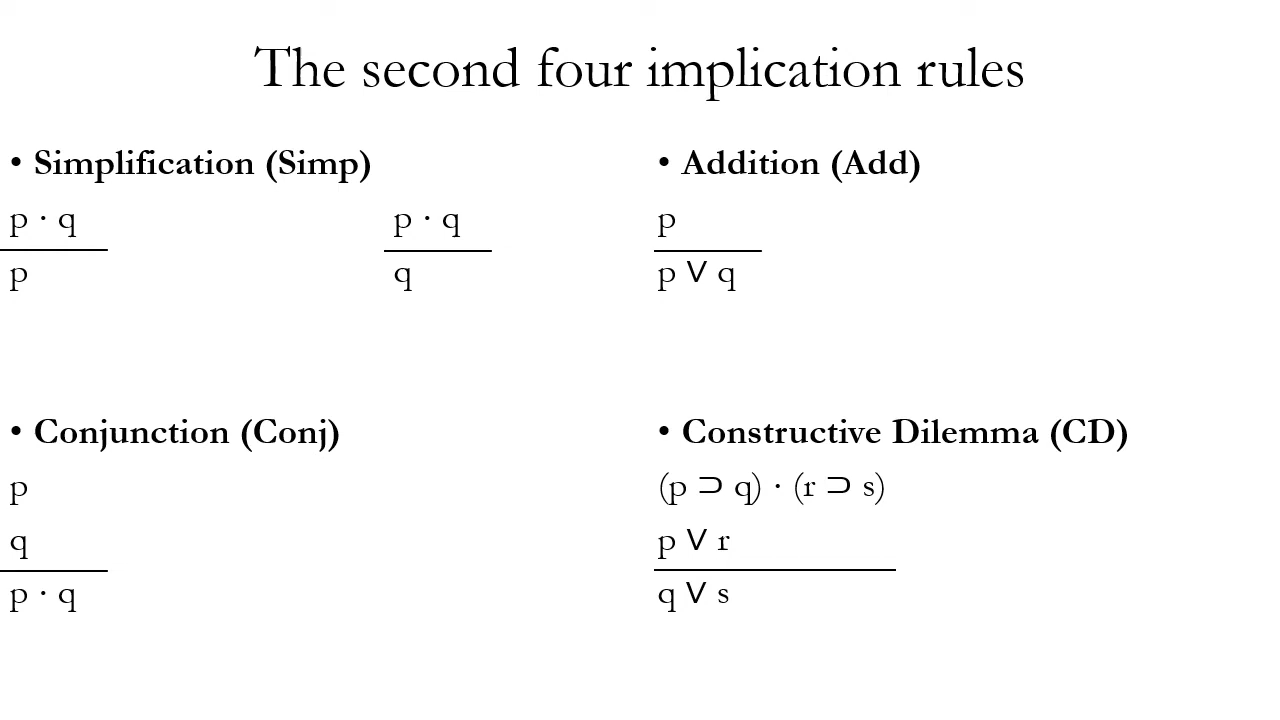 The second four implication rules
• Simplification (Simp)
p · q
p
p · q
q
• Addition (Add)
p
p ∨ q
• Conjunction (Conj)
p
q
p · q
• Constructive Dilemma (CD)
(p ⊃ q) · (r ⊃ s)
p ∨ r
q ∨ s